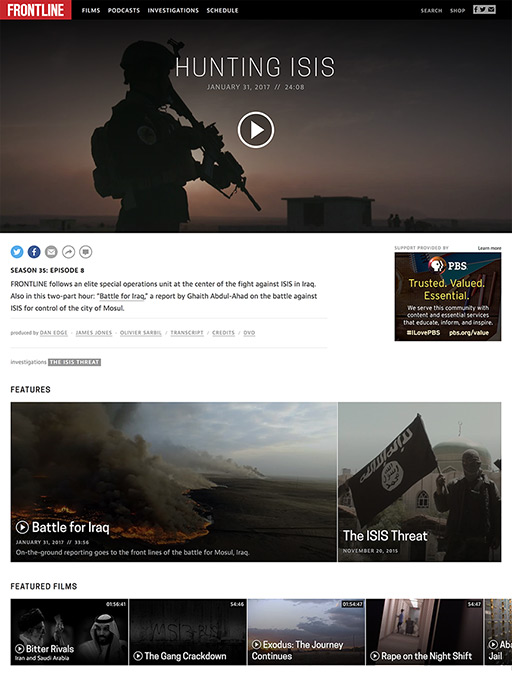 FRONTLINE
FILMS PODCASTS INVESTIGATIONS SCHEDULE
SEARCH SHOP
HUNTING ISIS
JANUARY 31, 2017 // 24:08
SUPPORT PROVIDED BY Learn more
PBS
Trusted. Valued.
Essential.
We serve this community with
content and essential services
that educate, inform, and inspire.
#ILovePBS pbs.org/value
SEASON 35: EPISODE 8
FRONTLINE follows an elite special operations unit at the center of the fight against ISIS in Iraq.
Also in this two-part hour: "Battle for Iraq," a report by Ghaith Abdul-Ahad on the battle against
ISIS for control of the city of Mosul.
produced by DAN EDGE / JAMES JONES / OLIVIER SARBIL / TRANSCRIPT / CREDITS / DVD
investigations THE ISIS THREAT
FEATURES
Battle for Iraq
JANUARY 31, 2017 // 33:56
On-the-ground reporting goes to the front lines of the battle for Mosul, Iraq.
The ISIS Threat
NOVEMBER 20, 2015
FEATURED FILMS
01:56:41
Bitter Rivals
Iran and Saudi Arabia
54:46
The Gang Crackdown
01:54:47
Exodus: The Journey
Continues
54:47
Rape on the Night Shift
Jail